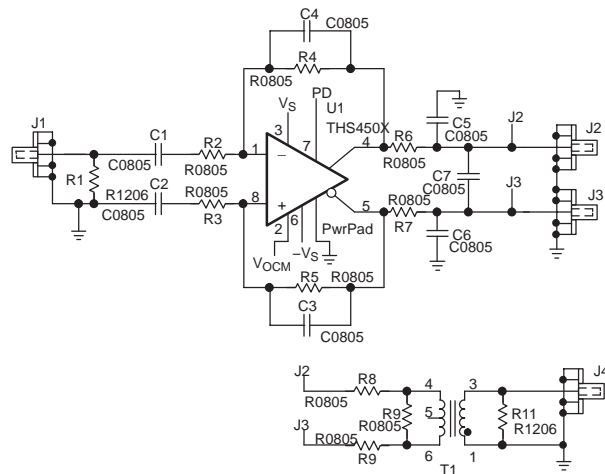 C4
C0805
R4
R0805
PD
U1
VS
THS450X
J1
C1
R2
3
7
4
R6
C5
C0805
J2
J2
C0805
R0805
1
−
R0805
R1
C7
C0805
R1206
C2
R0805
8
+
5
R0805
J3
J3
C0805
R3
2
6
R7
C6
C0805
PwrPad
VOCM
−VS
R5
R0805
C3
C0805
J2
R8
4
3
J4
R0805
R9
R0805
5
R11
R1206
J3
R0805
R9
6
1
T1